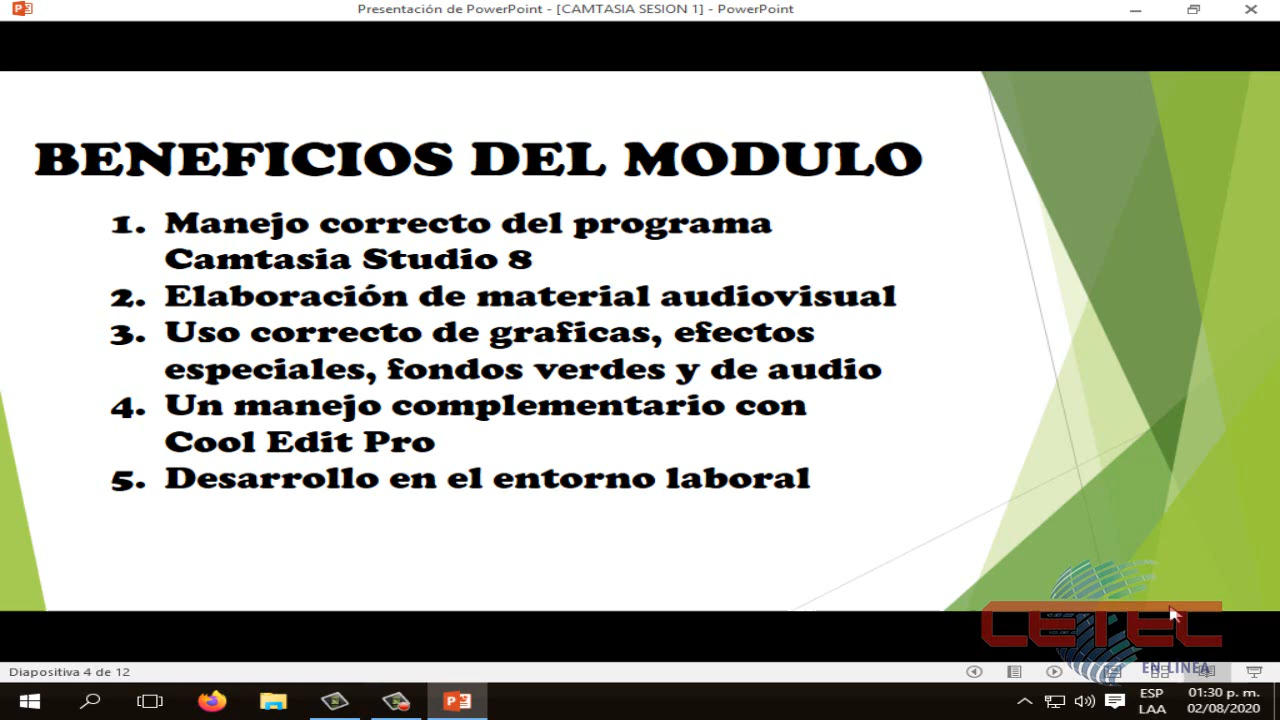 Presentación de PowerPoint - [CAMTASIA SESION 1] - PowerPoint
BENEFICIOS DEL MODULO
1. Manejo correcto del programa
Camtasia Studio 8
2. Elaboración de material audiovisual
3. Uso correcto de graficas, efectos
especiales, fondos verdes y de audio
4. Un manejo complementario con
Cool Edit Pro
5. Desarrollo en el entorno laboral
CETEC
EN LINEA
Diapositiva 4 de 12
ESP
LAA
01:30 p. m.
02/08/2020